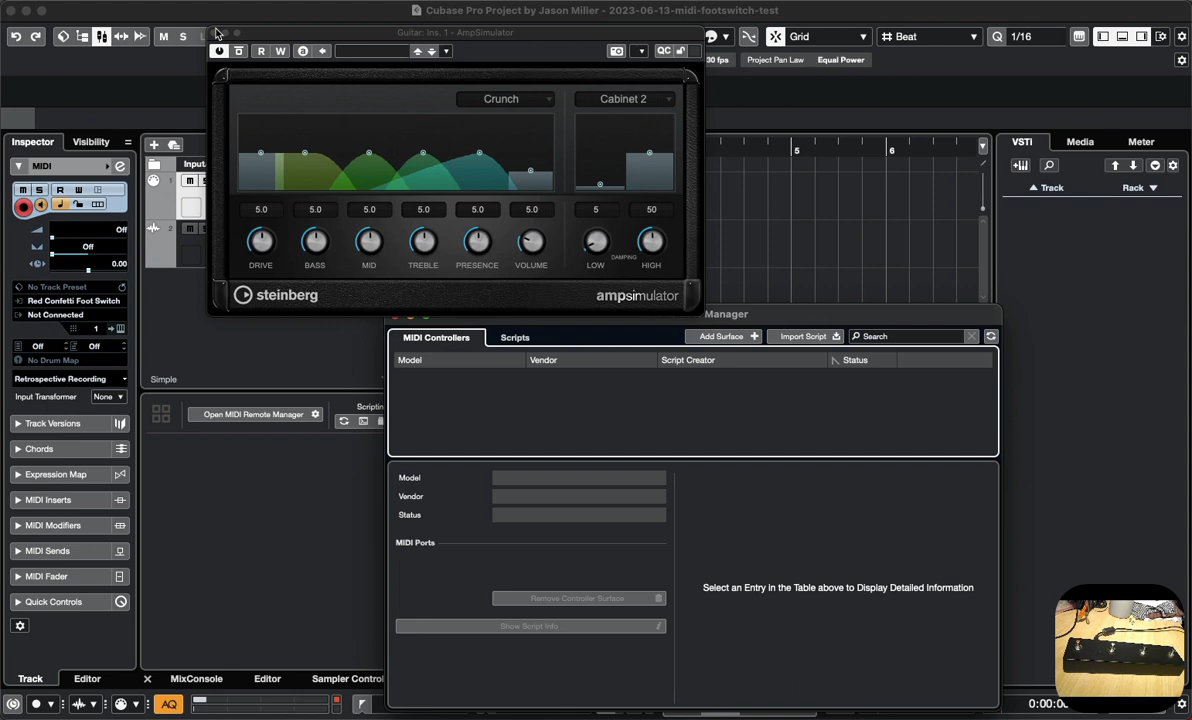 Cubase Pro Project by Jason Miller - 2023-06-13-midi-footswitch-test
M S
Guitar: Ins. 1 - AmpSimulator
Grid
Beat
Q 1/16
R W
QC
30 fps
Project Pan Law
Equal Power
Crunch
Cabinet 2
5.0 5.0 5.0 5.0 5.0 5.0 5 50
DRIVE BASS MID TREBLE PRESENCE VOLUME LOW DAMPING HIGH
steinberg
ampsimulator
Inspector
Visibility
MIDI
m S R W
Off
Off
0.00
No Track Preset
Red Confetti Foot Switch
Not Connected
1
Off Off
No Drum Map
Retrospective Recording
Input Transformer None
Track Versions
Chords
Expression Map
MIDI Inserts
MIDI Modifiers
MIDI Sends
MIDI Fader
Quick Controls
1 m
2 m
5 6
Simple
Open MIDI Remote Manager
VSTi Media Meter
Track Rack
Manager
MIDI Controllers
Scripts
Add Surface
Import Script
Search
Model Vendor Script Creator Status
Model
Vendor
Status
MIDI Ports
Remove Controller Surface
Show Script Info
Select an Entry in the Table above to Display Detailed Information
Track
Editor
MixConsole
Editor
AQ